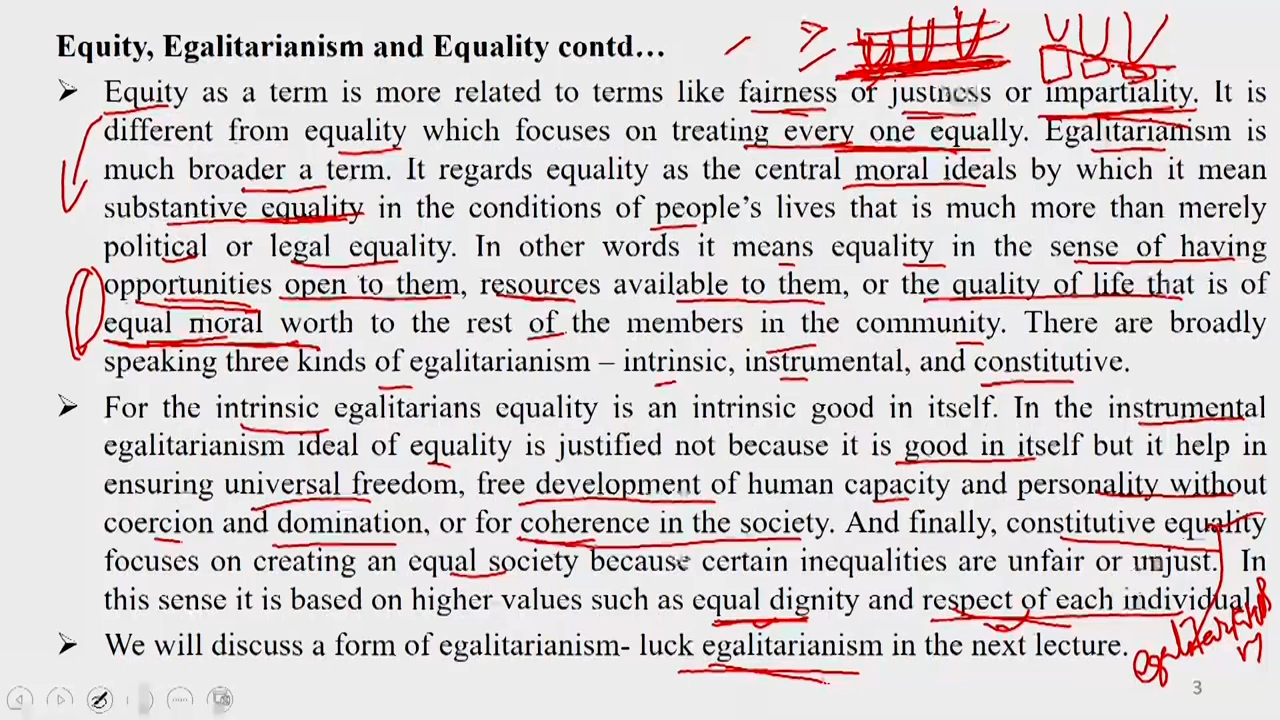 Equity, Egalitarianism and Equality contd…
➤ Equity as a term is more related to terms like fairness or justness or impartiality. It is
different from equality which focuses on treating every one equally. Egalitarianism is
much broader a term. It regards equality as the central moral ideals by which it mean
substantive equality in the conditions of people’s lives that is much more than merely
political or legal equality. In other words it means equality in the sense of having
opportunities open to them, resources available to them, or the quality of life that is of
equal moral worth to the rest of the members in the community. There are broadly
speaking three kinds of egalitarianism – intrinsic, instrumental, and constitutive.
➤ For the intrinsic egalitarians equality is an intrinsic good in itself. In the instrumental
egalitarianism ideal of equality is justified not because it is good in itself but it help in
ensuring universal freedom, free development of human capacity and personality without
coercion and domination, or for coherence in the society. And finally, constitutive equality
focuses on creating an equal society because certain inequalities are unfair or unjust. In
this sense it is based on higher values such as equal dignity and respect of each individual
➤ We will discuss a form of egalitarianism- luck egalitarianism in the next lecture.
3